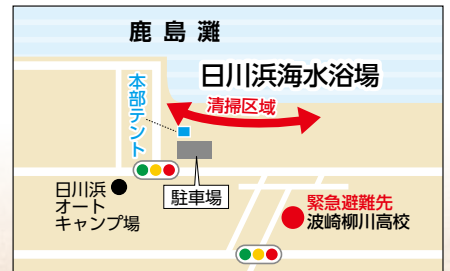 鹿島灘
日川浜海水浴場
清掃区域
本部テント
駐車場
日川浜
オート
キャンプ場
緊急避難先
波崎柳川高校